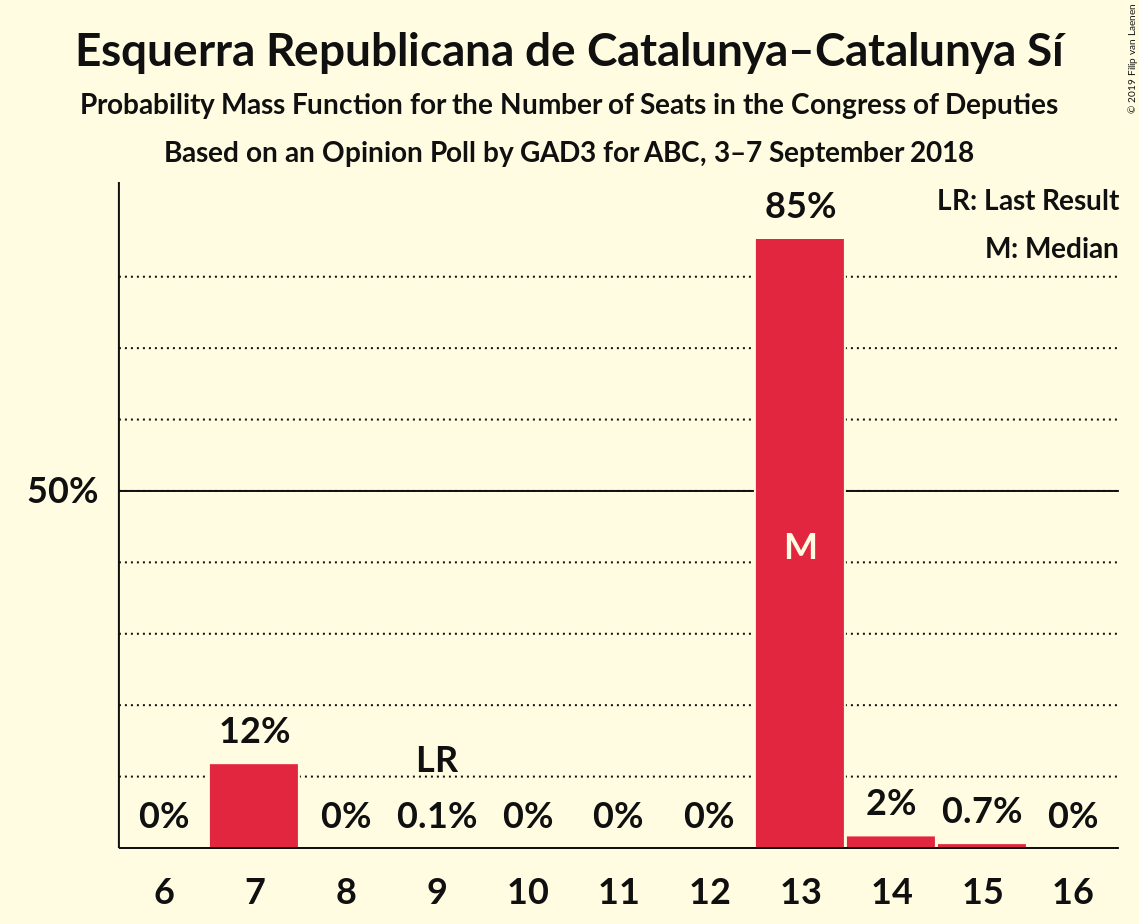 Esquerra Republicana de Catalunya–Catalunya Sí
Probability Mass Function for the Number of Seats in the Congress of Deputies
Based on an Opinion Poll by GAD3 for ABC, 3–7 September 2018
© 2019 Filip van Laenen
LR: Last Result
M: Median
85%
50%
M
12%
LR
0% 0% 0.1% 0% 0% 0% 2% 0.7% 0%
6 7 8 9 10 11 12 13 14 15 16